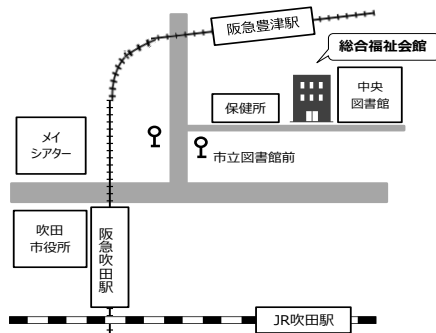 阪急豊津駅
総合福祉会館
中央
図書館
保健所
メイ
シアター
市立図書館前
吹田
市役所
阪急吹田駅
JR吹田駅